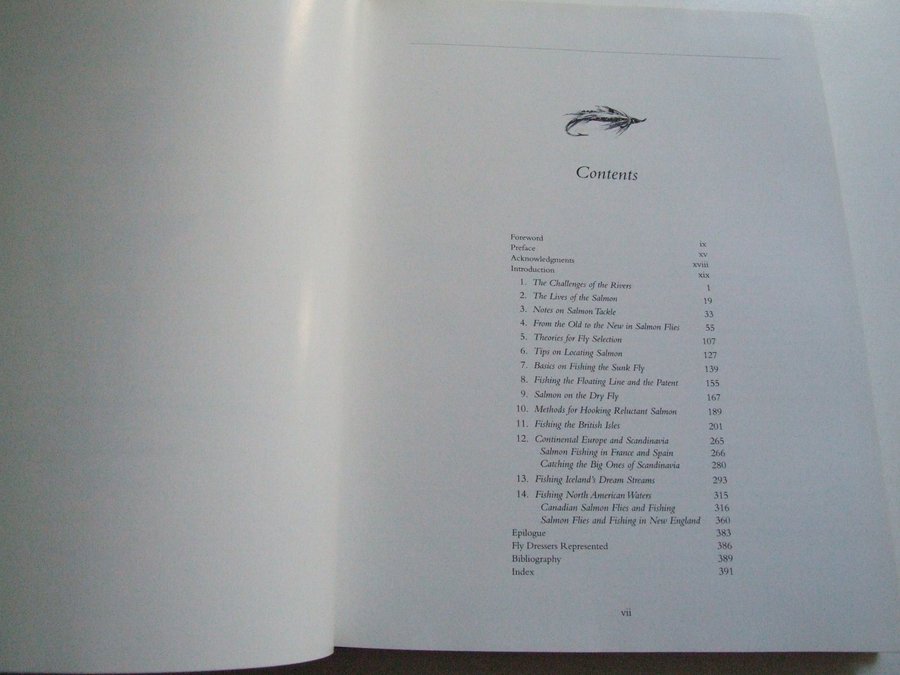 Contents
Foreword ix
Preface xv
Acknowledgments xviii
Introduction xix
1. The Challenges of the Rivers 1
2. The Lives of the Salmon 19
3. Notes on Salmon Tackle 33
4. From the Old to the New in Salmon Flies 55
5. Theories for Fly Selection 107
6. Tips on Locating Salmon 127
7. Basics on Fishing the Sunk Fly 139
8. Fishing the Floating Line and the Patent 155
9. Salmon on the Dry Fly 167
10. Methods for Hooking Reluctant Salmon 189
11. Fishing the British Isles 201
12. Continental Europe and Scandinavia 265
Salmon Fishing in France and Spain 266
Catching the Big Ones of Scandinavia 280
13. Fishing Iceland's Dream Streams 293
14. Fishing North American Waters 315
Canadian Salmon Flies and Fishing 316
Salmon Flies and Fishing in New England 360
Epilogue 383
Fly Dressers Represented 386
Bibliography 389
Index 391
vii